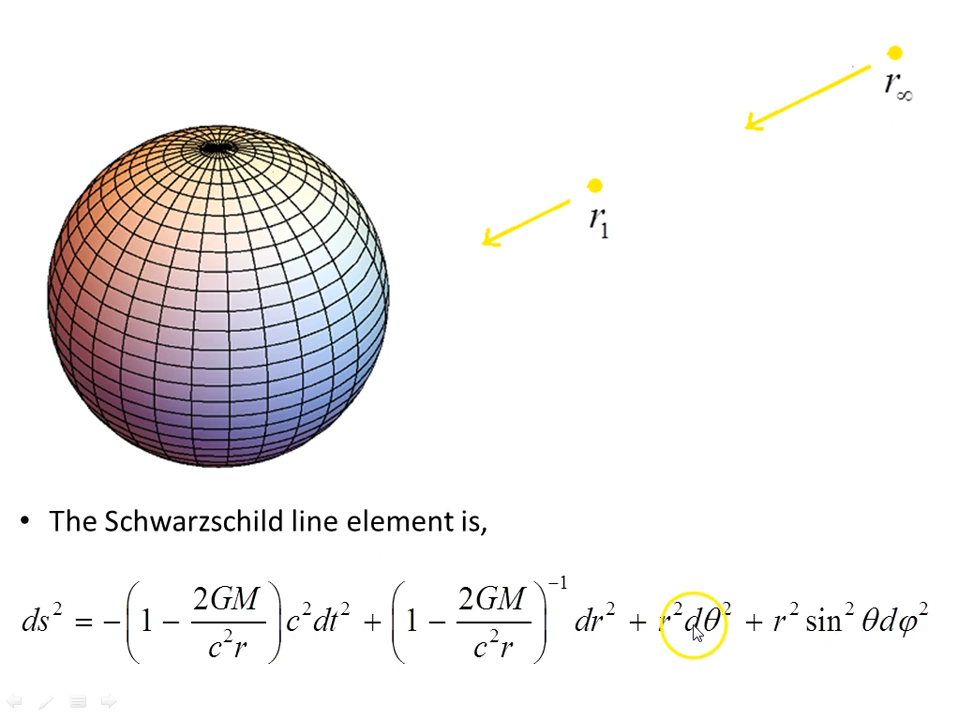 r∞
r₁
• The Schwarzschild line element is,
ds² = −(1 − 2GM/c²r)c²dt² + (1 − 2GM/c²r)⁻¹ dr² + r²dθ² + r² sin² θdφ²